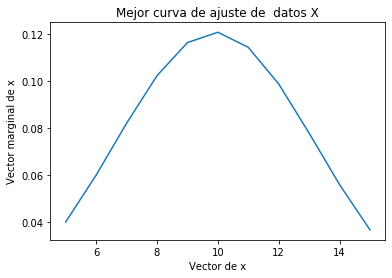 Mejor curva de ajuste de  datos X
0.12
0.10
0.08
0.06
0.04
Vector marginal de x
6 8 10 12 14
Vector de x